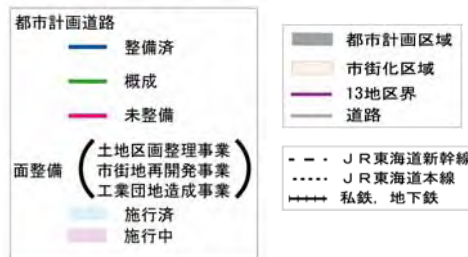 都市計画道路
整備済
概成
未整備
面整備
土地区画整理事業
市街地再開発事業
工業団地造成事業
施行済
施行中
都市計画区域
市街化区域
13地区界
道路
JR東海道新幹線
JR東海道本線
私鉄，地下鉄